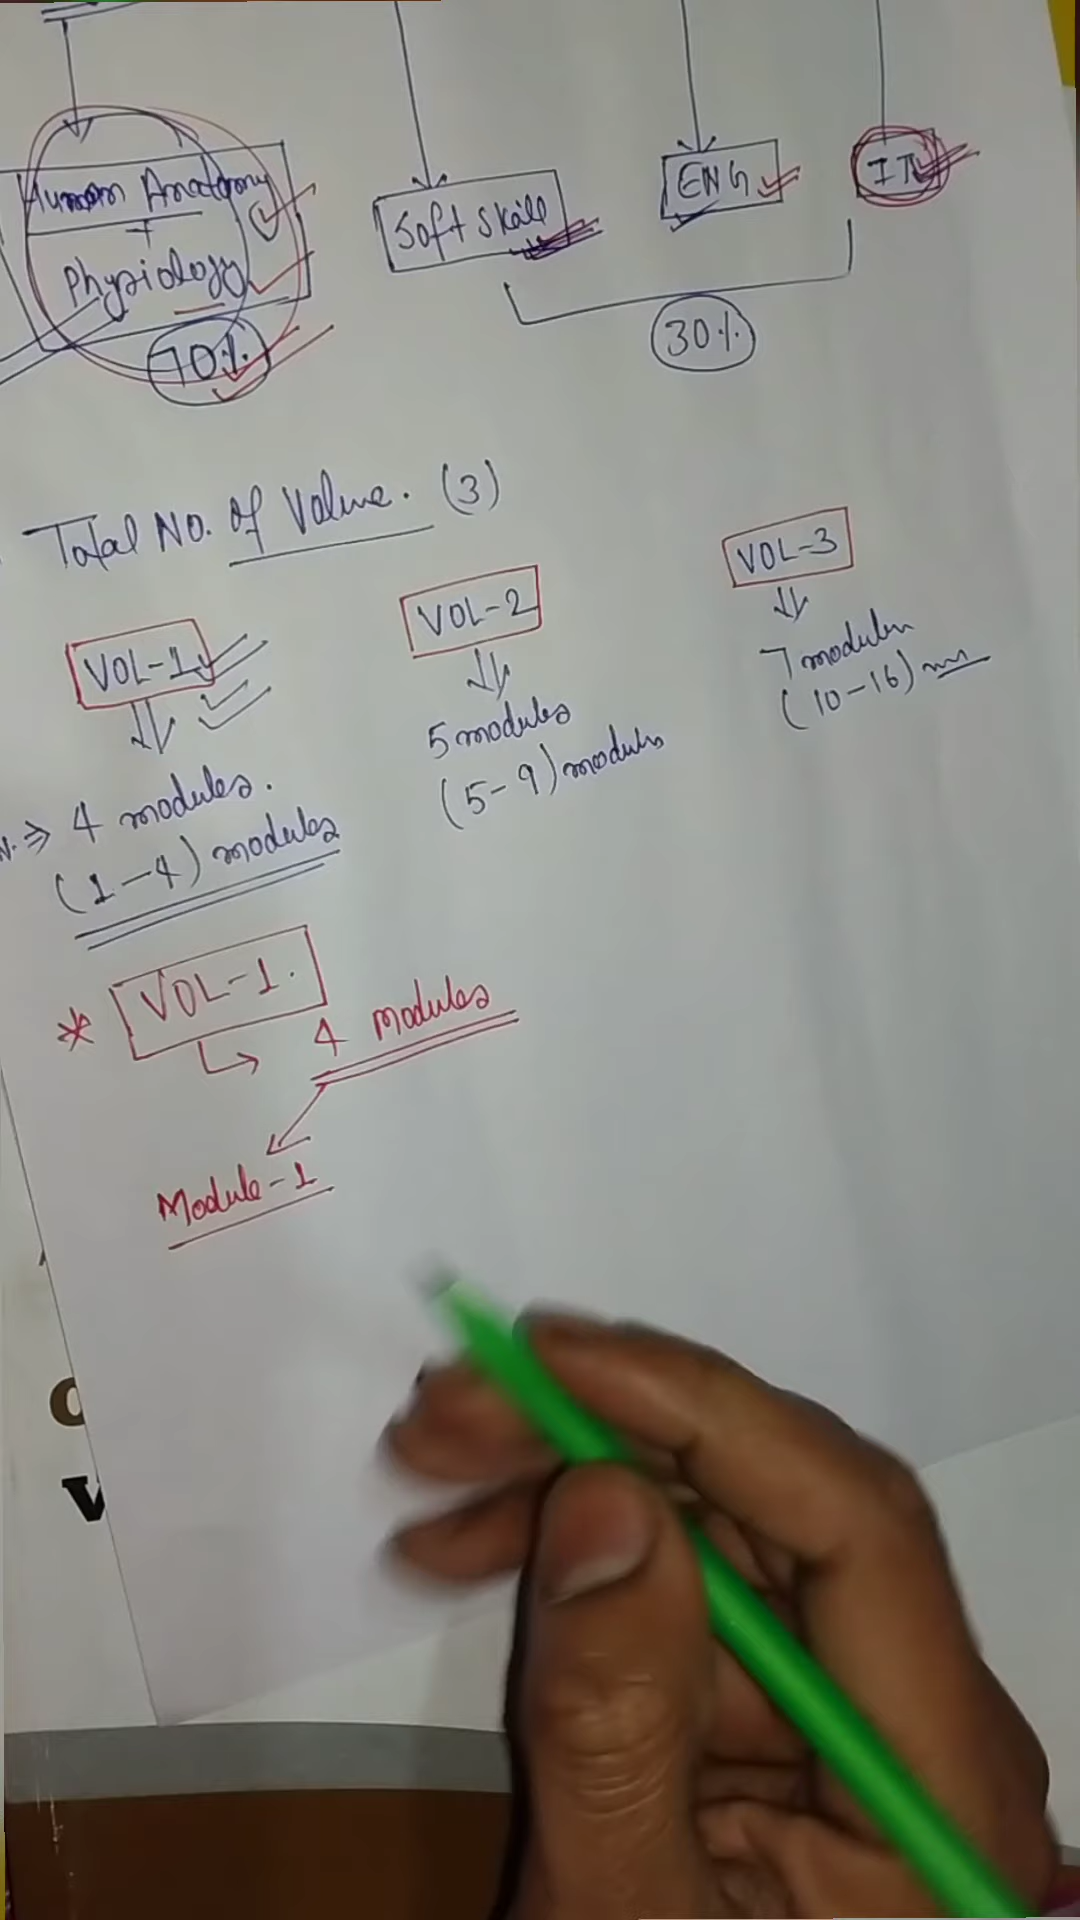 Human Anatomy
+
Physiology
70%
Soft Skill
ENG
IT
30%
Total No. of Volume. (3)
VOL-1
4 modules.
(1-4) modules
VOL-2
5 modules
(5-9) modules
VOL-3
7 modules
(10-16)
* VOL-1.
4 Modules
Module-1